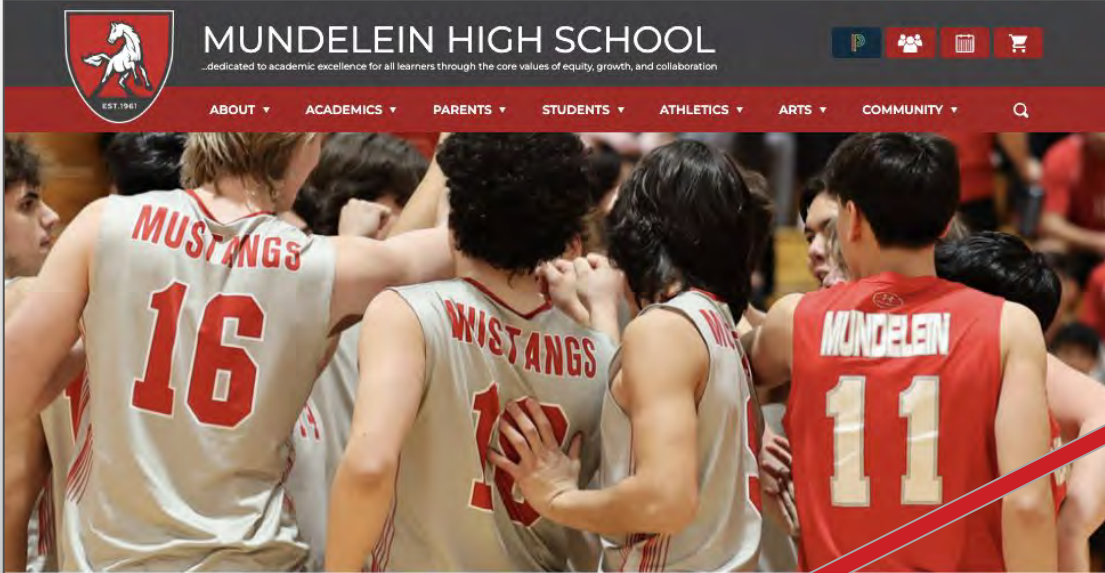 MUNDELEIN HIGH SCHOOL
...dedicated to academic excellence for all learners through the core values of equity, growth, and collaboration
EST.1961
ABOUT ▼ ACADEMICS ▼ PARENTS ▼ STUDENTS ▼ ATHLETICS ▼ ARTS ▼ COMMUNITY ▼
MUSTANGS
16
MUSTANGS
MUNDELEIN
11